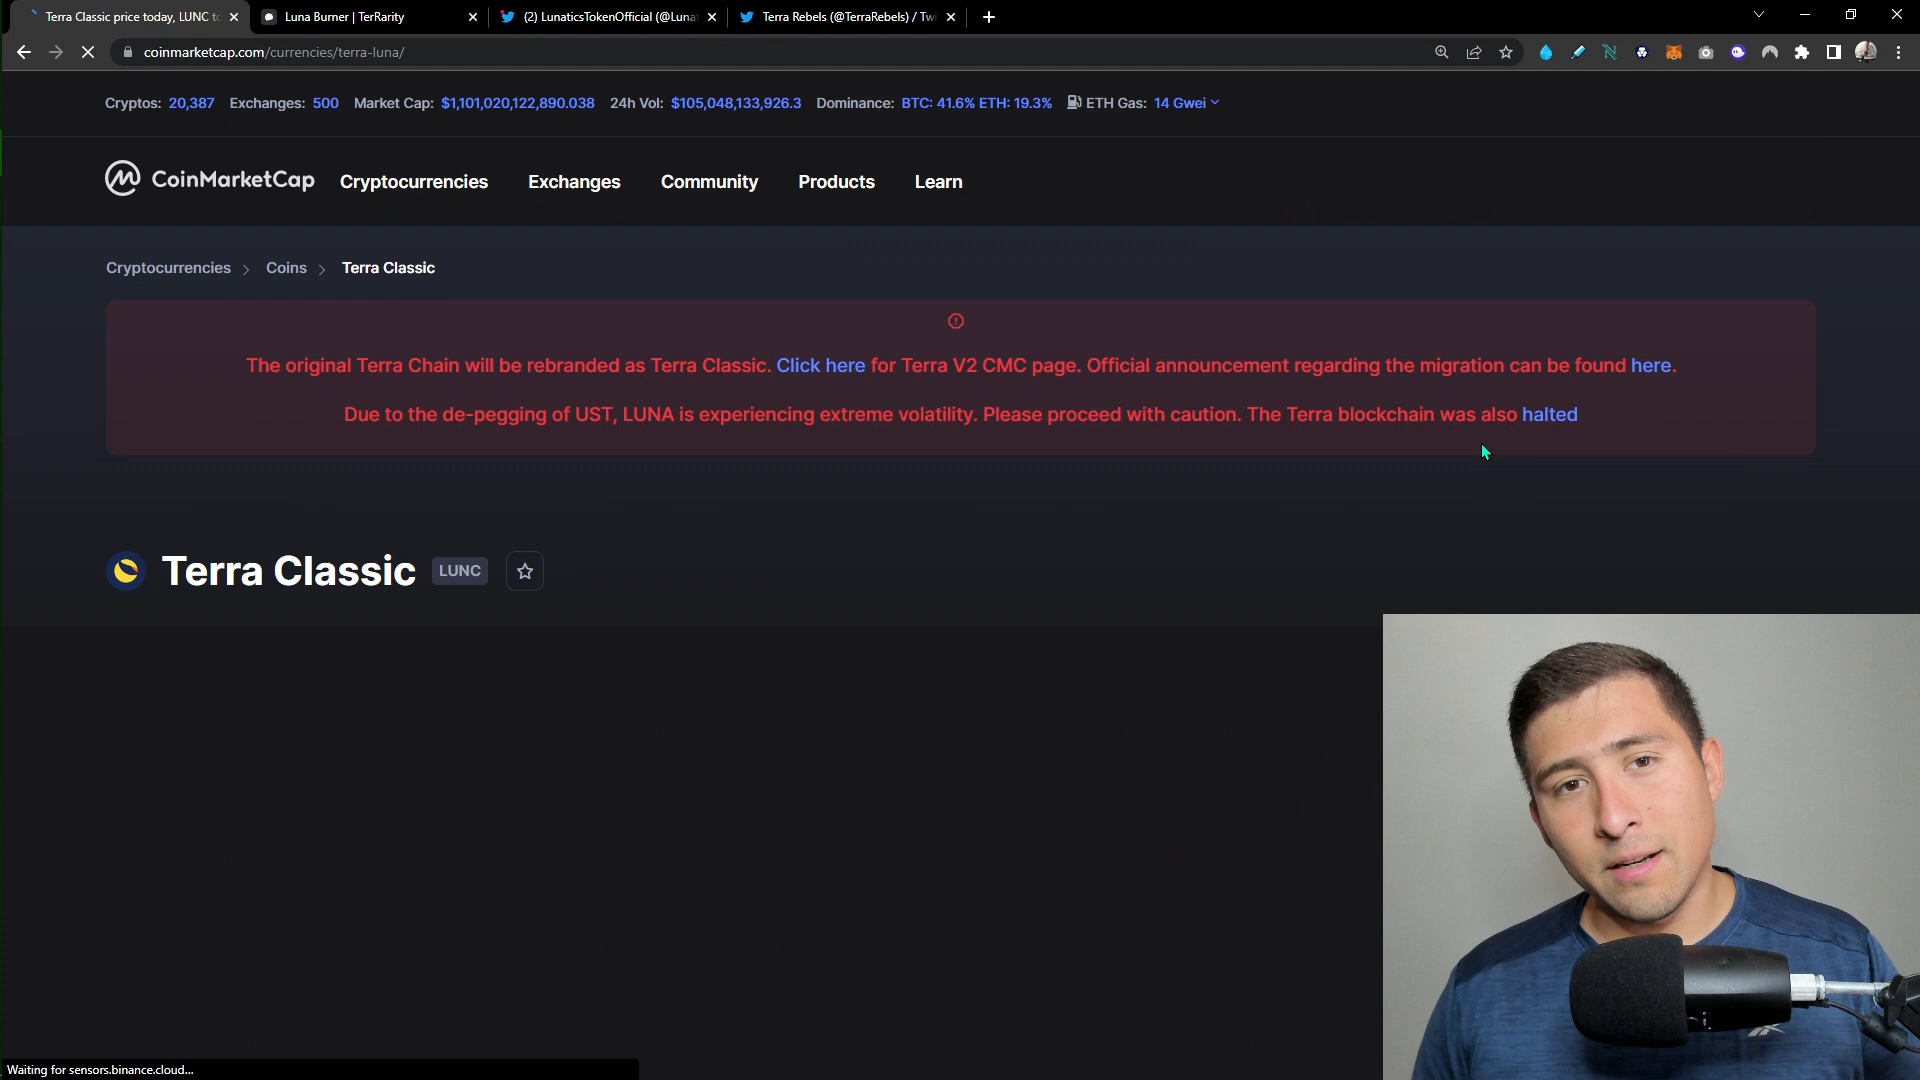 Terra Classic price today, LUNC to
Luna Burner | TerRarity
(2) LunaticsTokenOfficial (@Luna
Terra Rebels (@TerraRebels) / Twi
coinmarketcap.com/currencies/terra-luna/
Cryptos: 20,387 Exchanges: 500 Market Cap: $1,101,020,122,890.038 24h Vol: $105,048,133,926.3 Dominance: BTC: 41.6% ETH: 19.3% ETH Gas: 14 Gwei
CoinMarketCap Cryptocurrencies Exchanges Community Products Learn
Cryptocurrencies > Coins > Terra Classic
The original Terra Chain will be rebranded as Terra Classic. Click here for Terra V2 CMC page. Official announcement regarding the migration can be found here.
Due to the de-pegging of UST, LUNA is experiencing extreme volatility. Please proceed with caution. The Terra blockchain was also halted
Terra Classic LUNC
Waiting for sensors.binance.cloud...